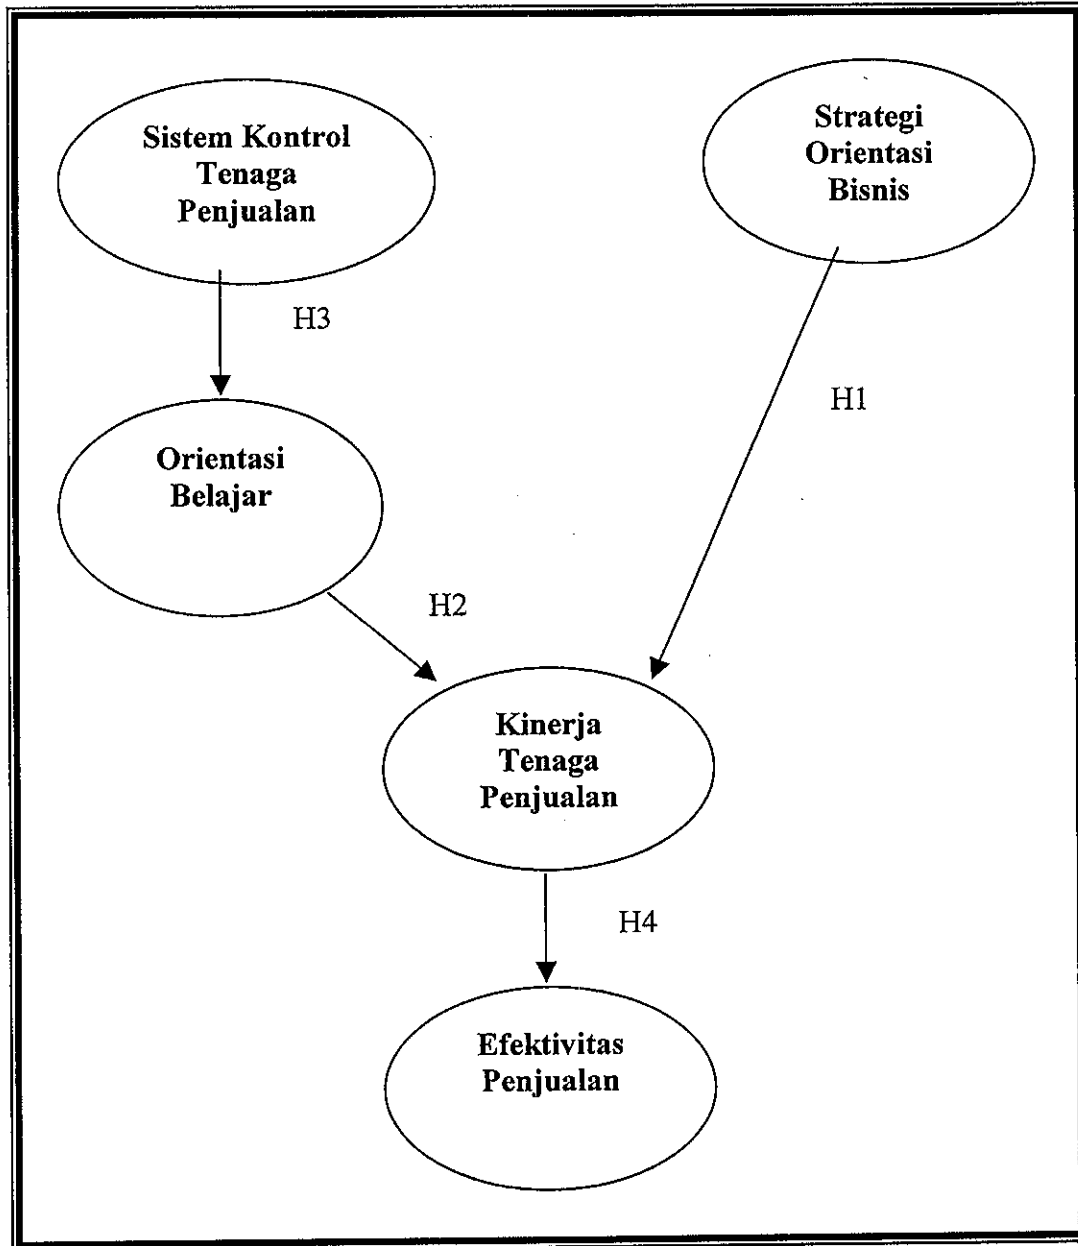 Sistem Kontrol
Tenaga
Penjualan
Strategi
Orientasi
Bisnis
H3
H1
Orientasi
Belajar
H2
Kinerja
Tenaga
Penjualan
H4
Efektivitas
Penjualan